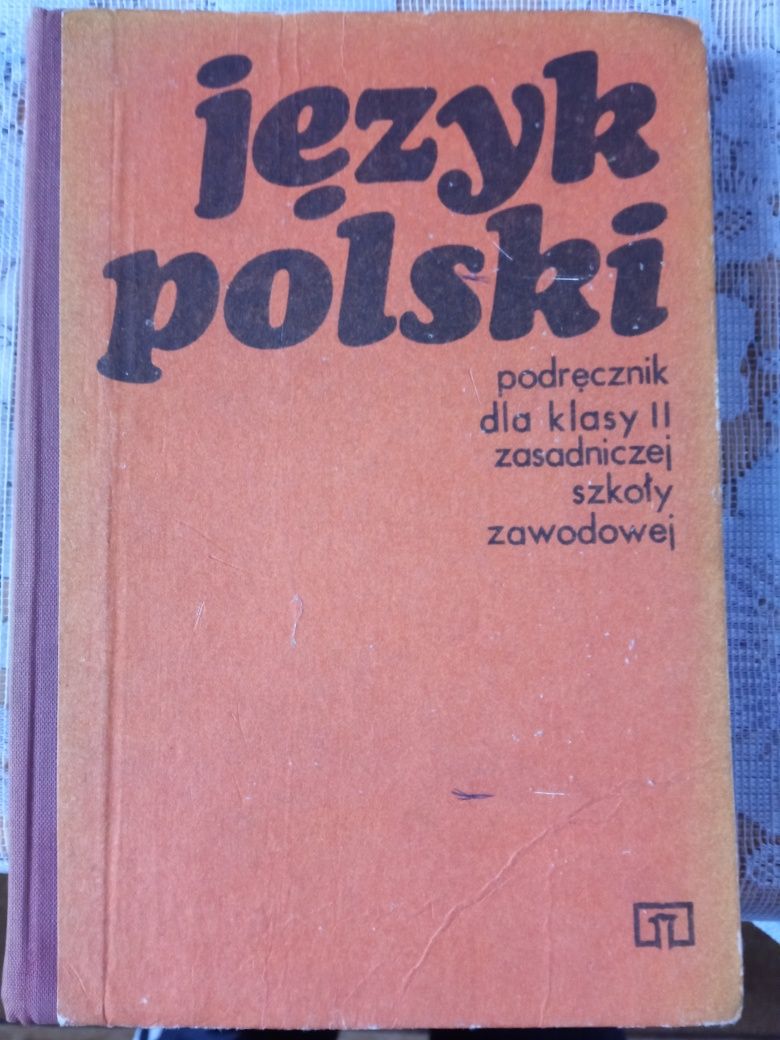 język
polski
podręcznik
dla klasy II
zasadniczej
szkoły
zawodowej